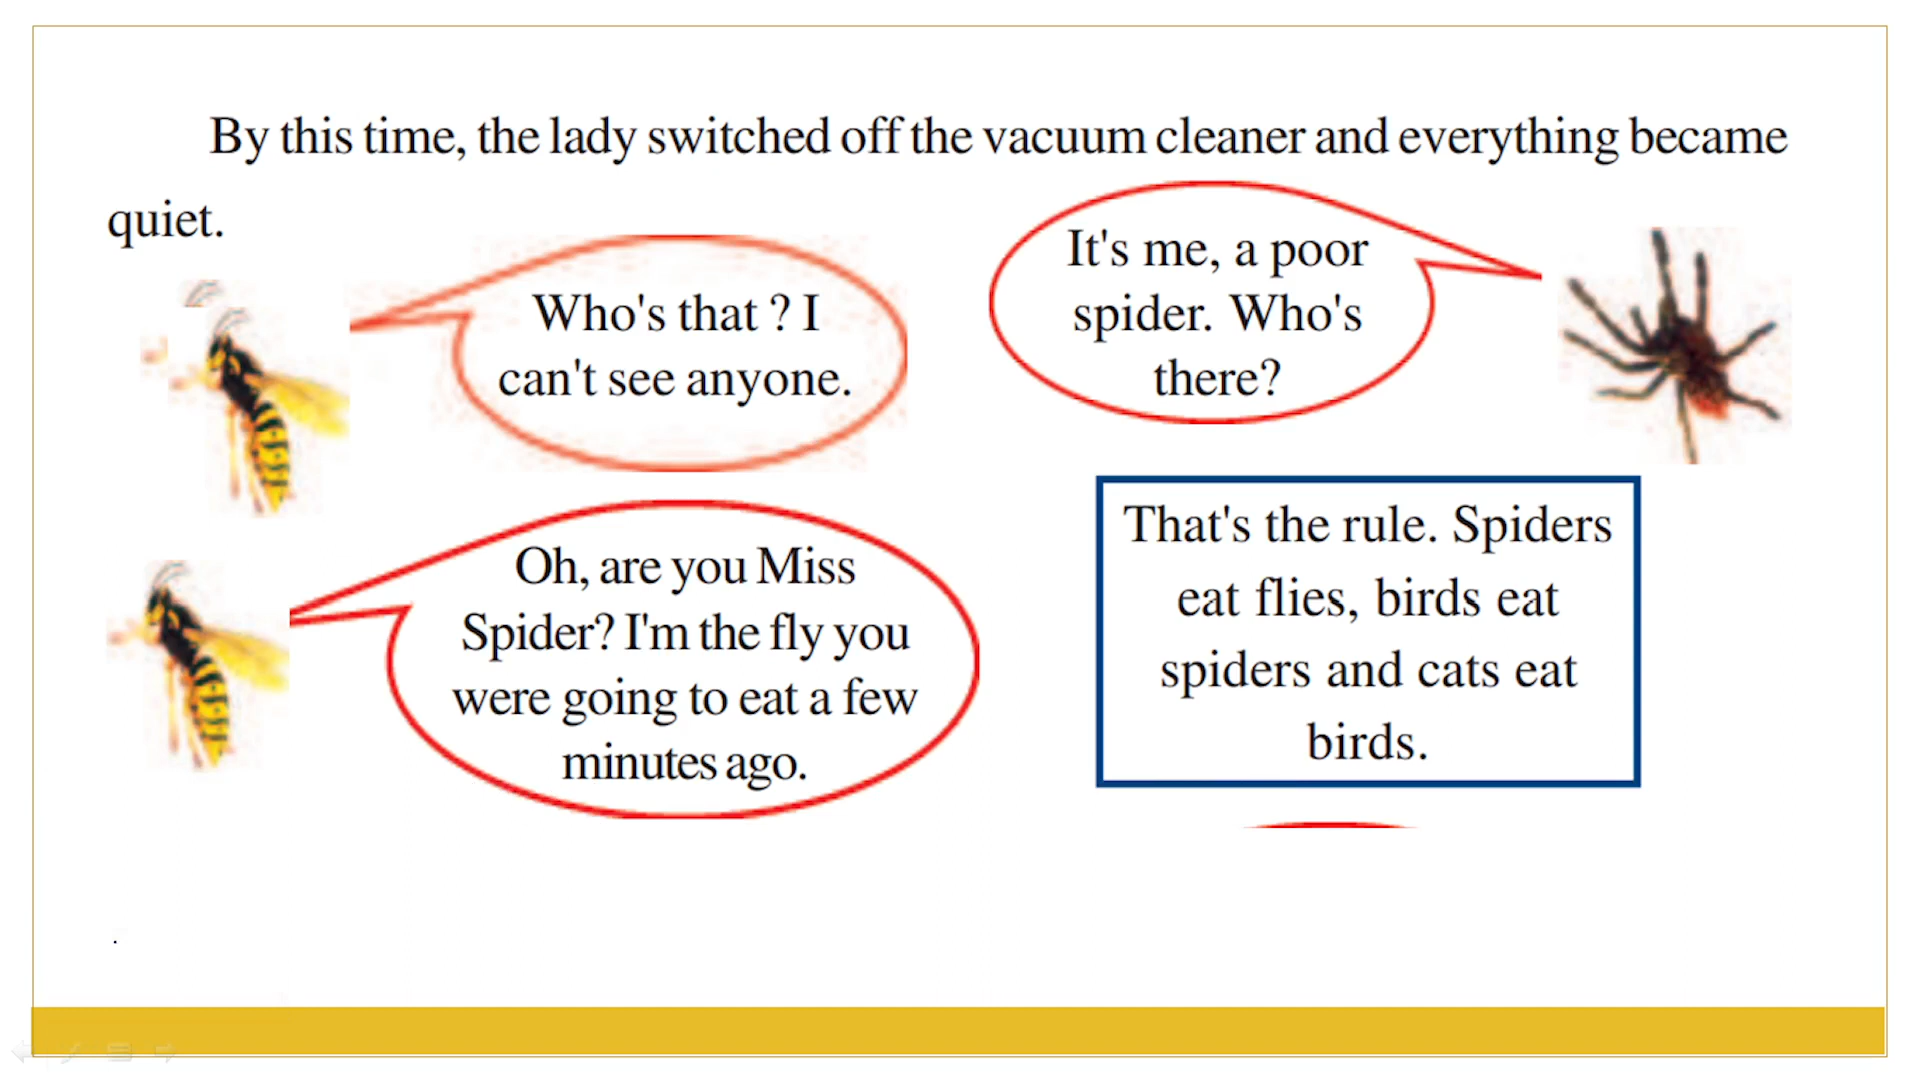 By this time, the lady switched off the vacuum cleaner and everything became
quiet.
Who's that ? I
can't see anyone.
It's me, a poor
spider. Who's
there?
Oh, are you Miss
Spider? I'm the fly you
were going to eat a few
minutes ago.
That's the rule. Spiders
eat flies, birds eat
spiders and cats eat
birds.
.